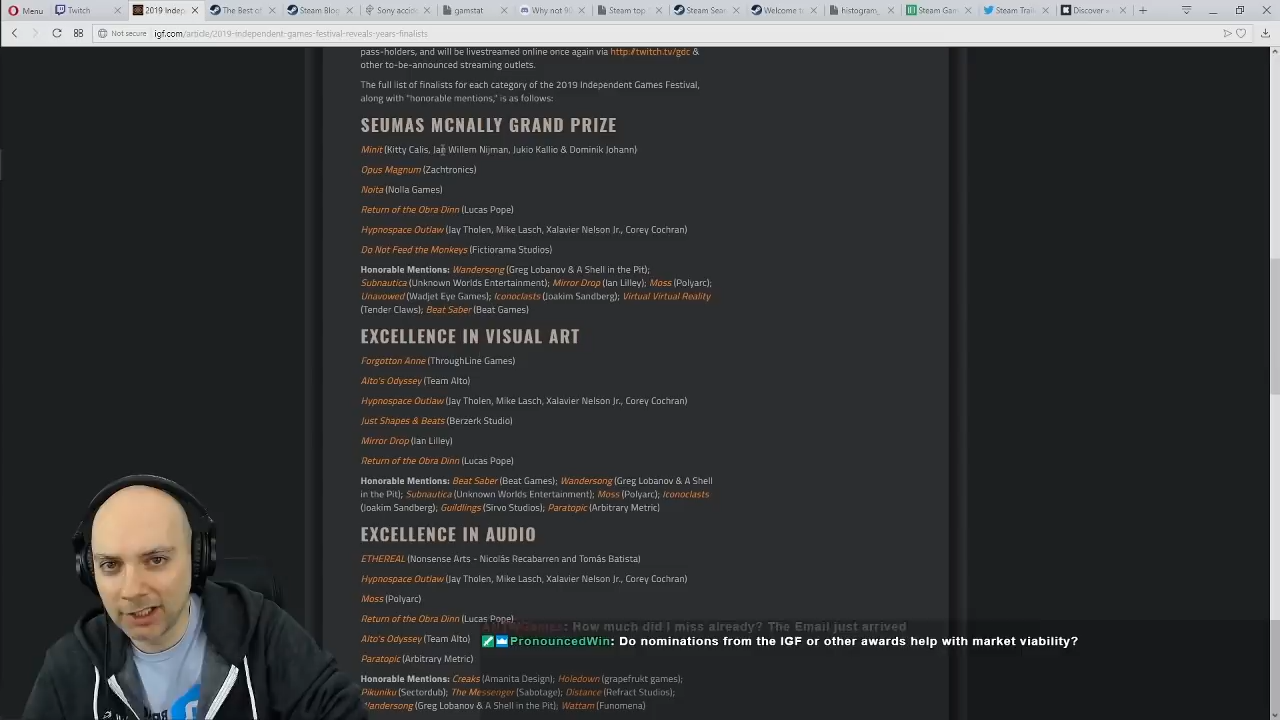 Menu
Twitch
2019 Indep
The Best of
Steam Blog
Sony accide
gamstat
Why not 90
Steam top
Steam Sea
Welcome to
histogram_
Steam Gam
Steam Trail
Discover
Not secure igf.com/article/2019-independent-games-festival-reveals-years-finalists
pass-holders, and will be livestreamed online once again via http://twitch.tv/gdc &
other to-be-announced streaming outlets.
The full list of finalists for each category of the 2019 Independent Games Festival,
along with "honorable mentions," is as follows:
SEUMAS MCNALLY GRAND PRIZE
Minit (Kitty Calis, Jan Willem Nijman, Jukio Kallio & Dominik Johann)
Opus Magnum (Zachtronics)
Noita (Nolla Games)
Return of the Obra Dinn (Lucas Pope)
Hypnospace Outlaw (Jay Tholen, Mike Lasch, Xalavier Nelson Jr., Corey Cochran)
Do Not Feed the Monkeys (Fictiorama Studios)
Honorable Mentions: Wandersong (Greg Lobanov & A Shell in the Pit);
Subnautica (Unknown Worlds Entertainment); Mirror Drop (Ian Lilley); Moss (Polyarc);
Unavowed (Wadjet Eye Games); Iconoclasts (Joakim Sandberg); Virtual Virtual Reality
(Tender Claws); Beat Saber (Beat Games)
EXCELLENCE IN VISUAL ART
Forgotton Anne (ThroughLine Games)
Alto's Odyssey (Team Alto)
Hypnospace Outlaw (Jay Tholen, Mike Lasch, Xalavier Nelson Jr., Corey Cochran)
Just Shapes & Beats (Berzerk Studio)
Mirror Drop (Ian Lilley)
Return of the Obra Dinn (Lucas Pope)
Honorable Mentions: Beat Saber (Beat Games); Wandersong (Greg Lobanov & A Shell
in the Pit); Subnautica (Unknown Worlds Entertainment); Moss (Polyarc); Iconoclasts
(Joakim Sandberg); Guildlings (Sirvo Studios); Paratopic (Arbitrary Metric)
EXCELLENCE IN AUDIO
ETHEREAL (Nonsense Arts - Nicolás Recabarren and Tomás Batista)
Hypnospace Outlaw (Jay Tholen, Mike Lasch, Xalavier Nelson Jr., Corey Cochran)
Moss (Polyarc)
Return of the Obra Dinn (Lucas Pope)
How much did I miss already? The Email just arrived
Alto's Odyssey (Team Alto)
PronouncedWin: Do nominations from the IGF or other awards help with market viability?
Paratopic (Arbitrary Metric)
Honorable Mentions: Creaks (Amanita Design); Holedown (grapefrukt games);
Pikuniku (Sectordub); The Messenger (Sabotage); Distance (Refract Studios);
Wandersong (Greg Lobanov & A Shell in the Pit); Wattam (Funomena)